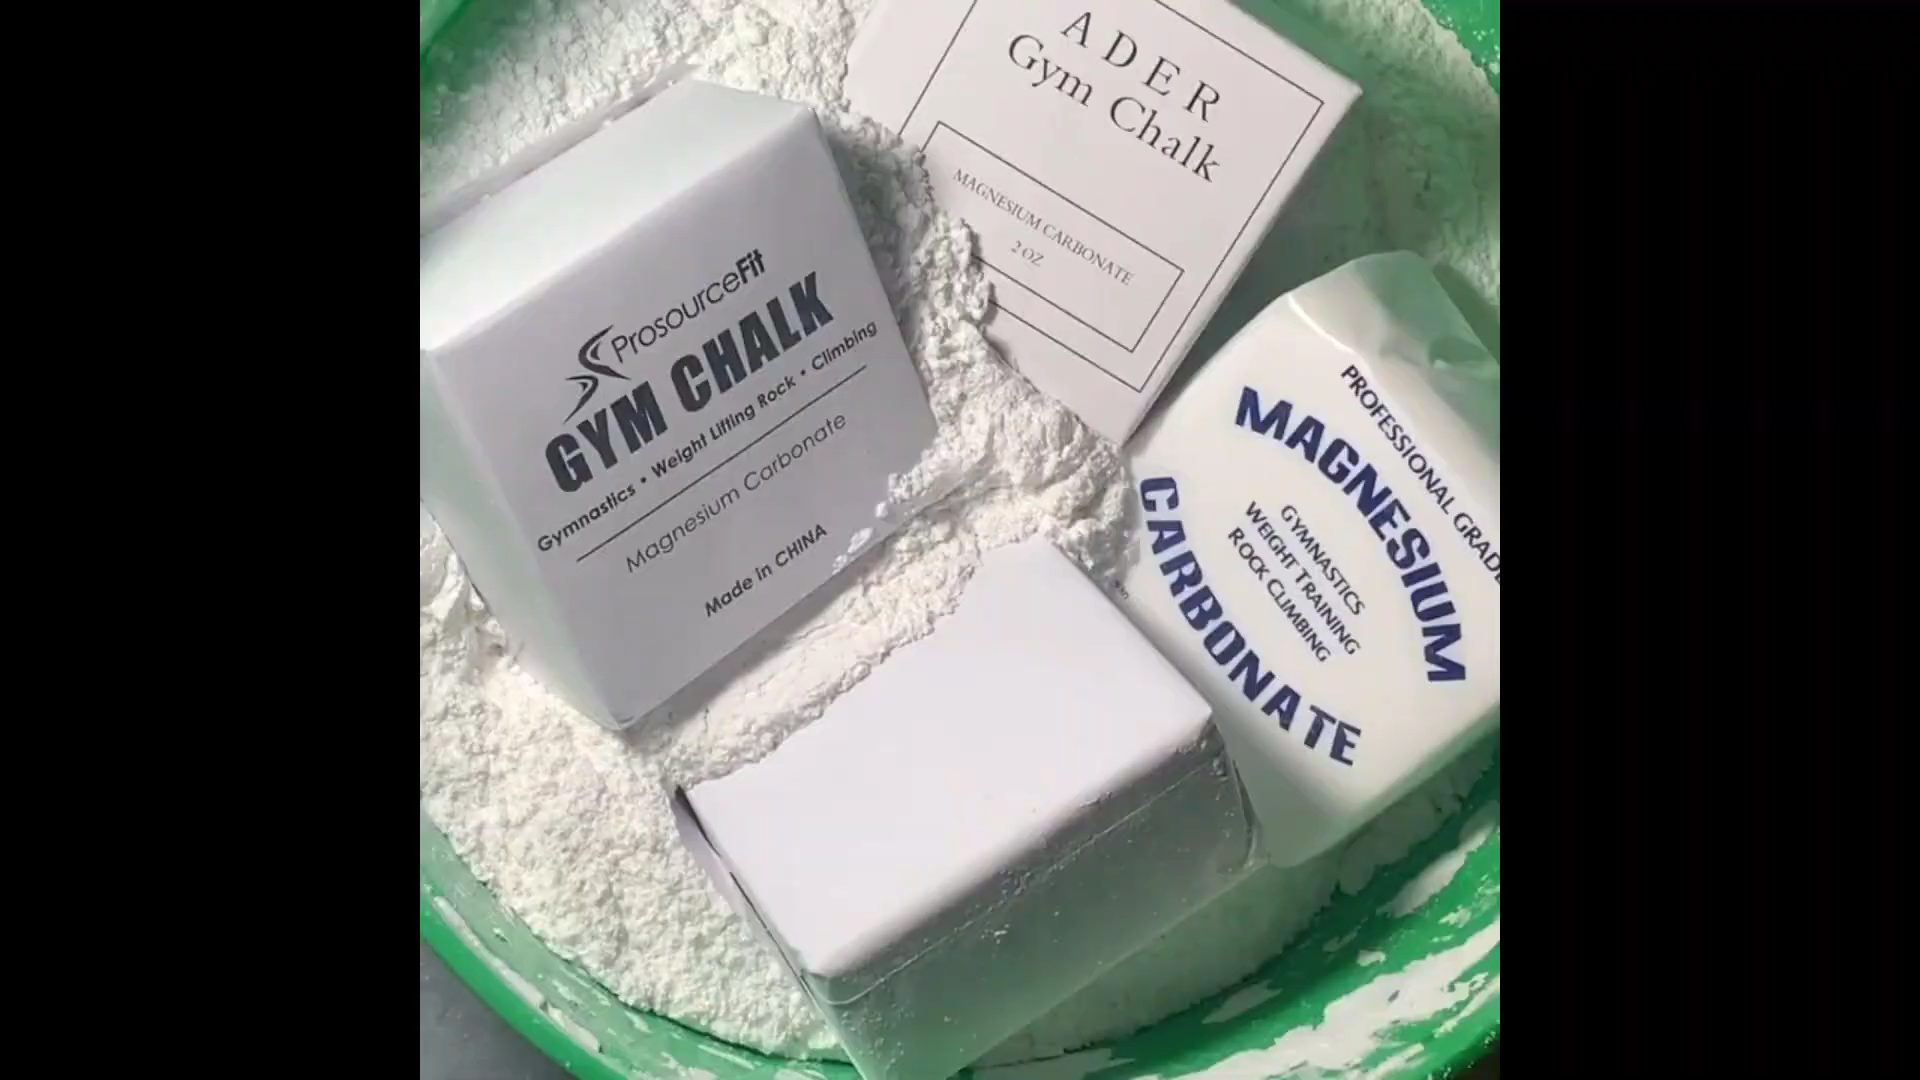 ADER
Gym Chalk
MAGNESIUM CARBONATE
2 OZ
ProsourceFit
GYM CHALK
Gymnastics • Weight Lifting Rock • Climbing
Magnesium Carbonate
Made in CHINA
PROFESSIONAL GRADE
MAGNESIUM
GYMNASTICS
WEIGHT TRAINING
ROCK CLIMBING
CARBONATE